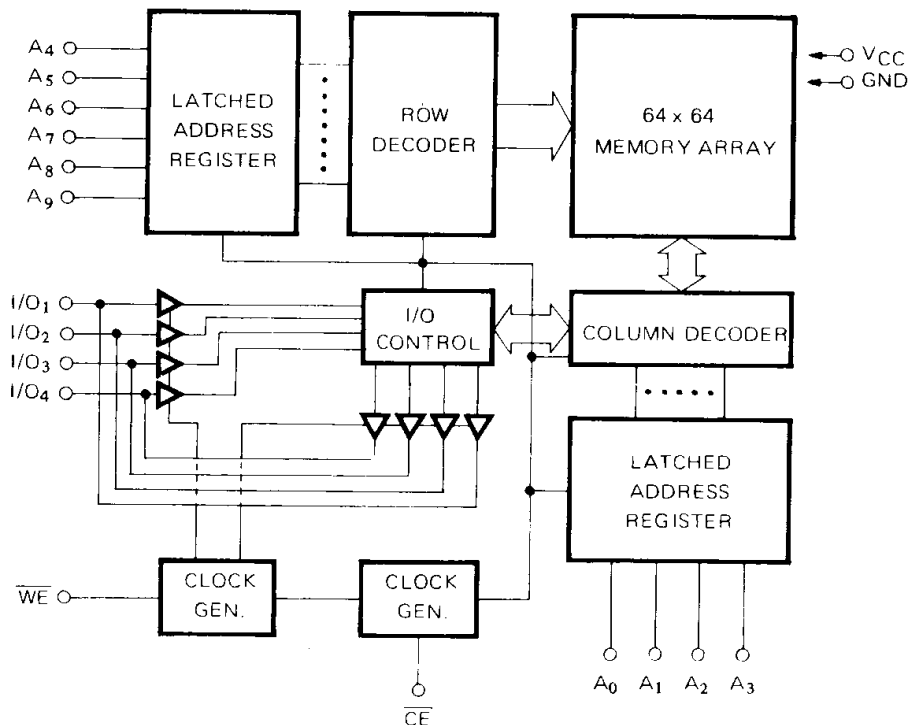 A4
A5
A6
A7
A8
A9
LATCHED
ADDRESS
REGISTER
ROW
DECODER
64 x 64
MEMORY ARRAY
VCC
GND
I/O1
I/O2
I/O3
I/O4
I/O
CONTROL
COLUMN DECODER
LATCHED
ADDRESS
REGISTER
WE
CLOCK
GEN.
CLOCK
GEN.
CE
A0
A1
A2
A3